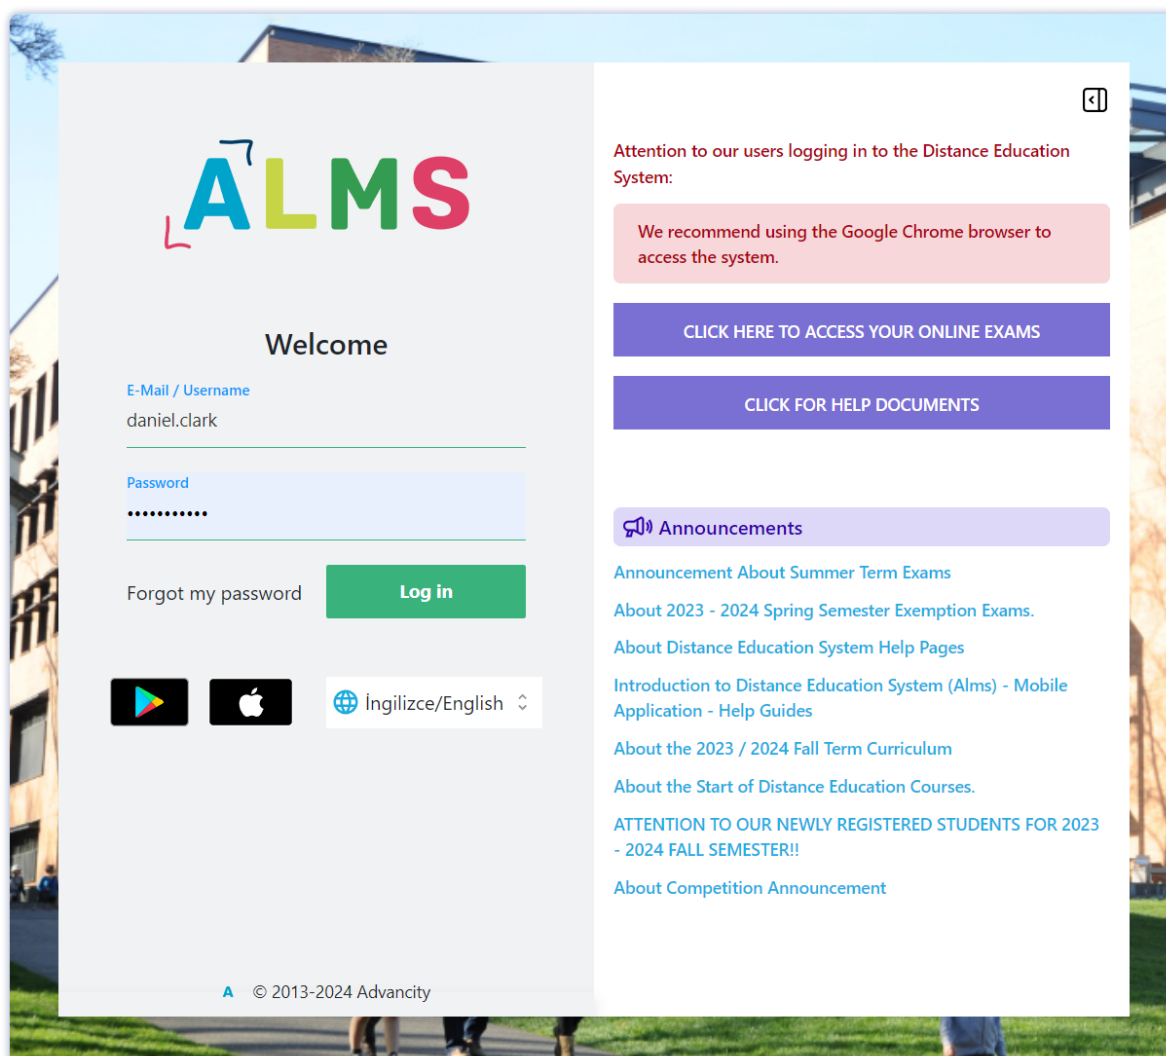 ALMS
Welcome
E-Mail / Username
daniel.clark
Password
•••••••••••
Forgot my password
Log in
İngilizce/English
A © 2013-2024 Advancity
Attention to our users logging in to the Distance Education
System:
We recommend using the Google Chrome browser to
access the system.
CLICK HERE TO ACCESS YOUR ONLINE EXAMS
CLICK FOR HELP DOCUMENTS
Announcements
Announcement About Summer Term Exams
About 2023 - 2024 Spring Semester Exemption Exams.
About Distance Education System Help Pages
Introduction to Distance Education System (Alms) - Mobile
Application - Help Guides
About the 2023 / 2024 Fall Term Curriculum
About the Start of Distance Education Courses.
ATTENTION TO OUR NEWLY REGISTERED STUDENTS FOR 2023
- 2024 FALL SEMESTER!!
About Competition Announcement